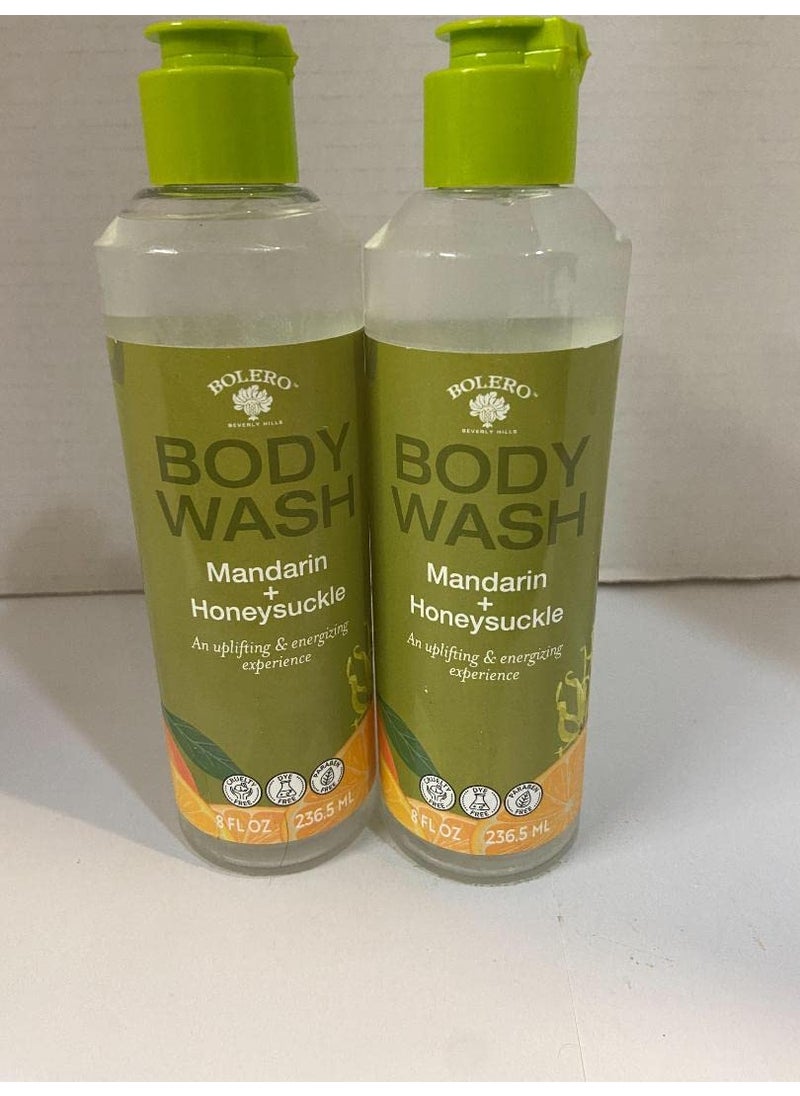 BOLERO™
BEVERLY HILLS
BODY
WASH
Mandarin
+
Honeysuckle
An uplifting & energizing
experience
CRUELTY
FREE
DYE
FREE
PARABEN
FREE
8 FL OZ 236.5 ML
BOLERO™
BEVERLY HILLS
BODY
WASH
Mandarin
+
Honeysuckle
An uplifting & energizing
experience
CRUELTY
FREE
DYE
FREE
PARABEN
FREE
8 FL OZ 236.5 ML